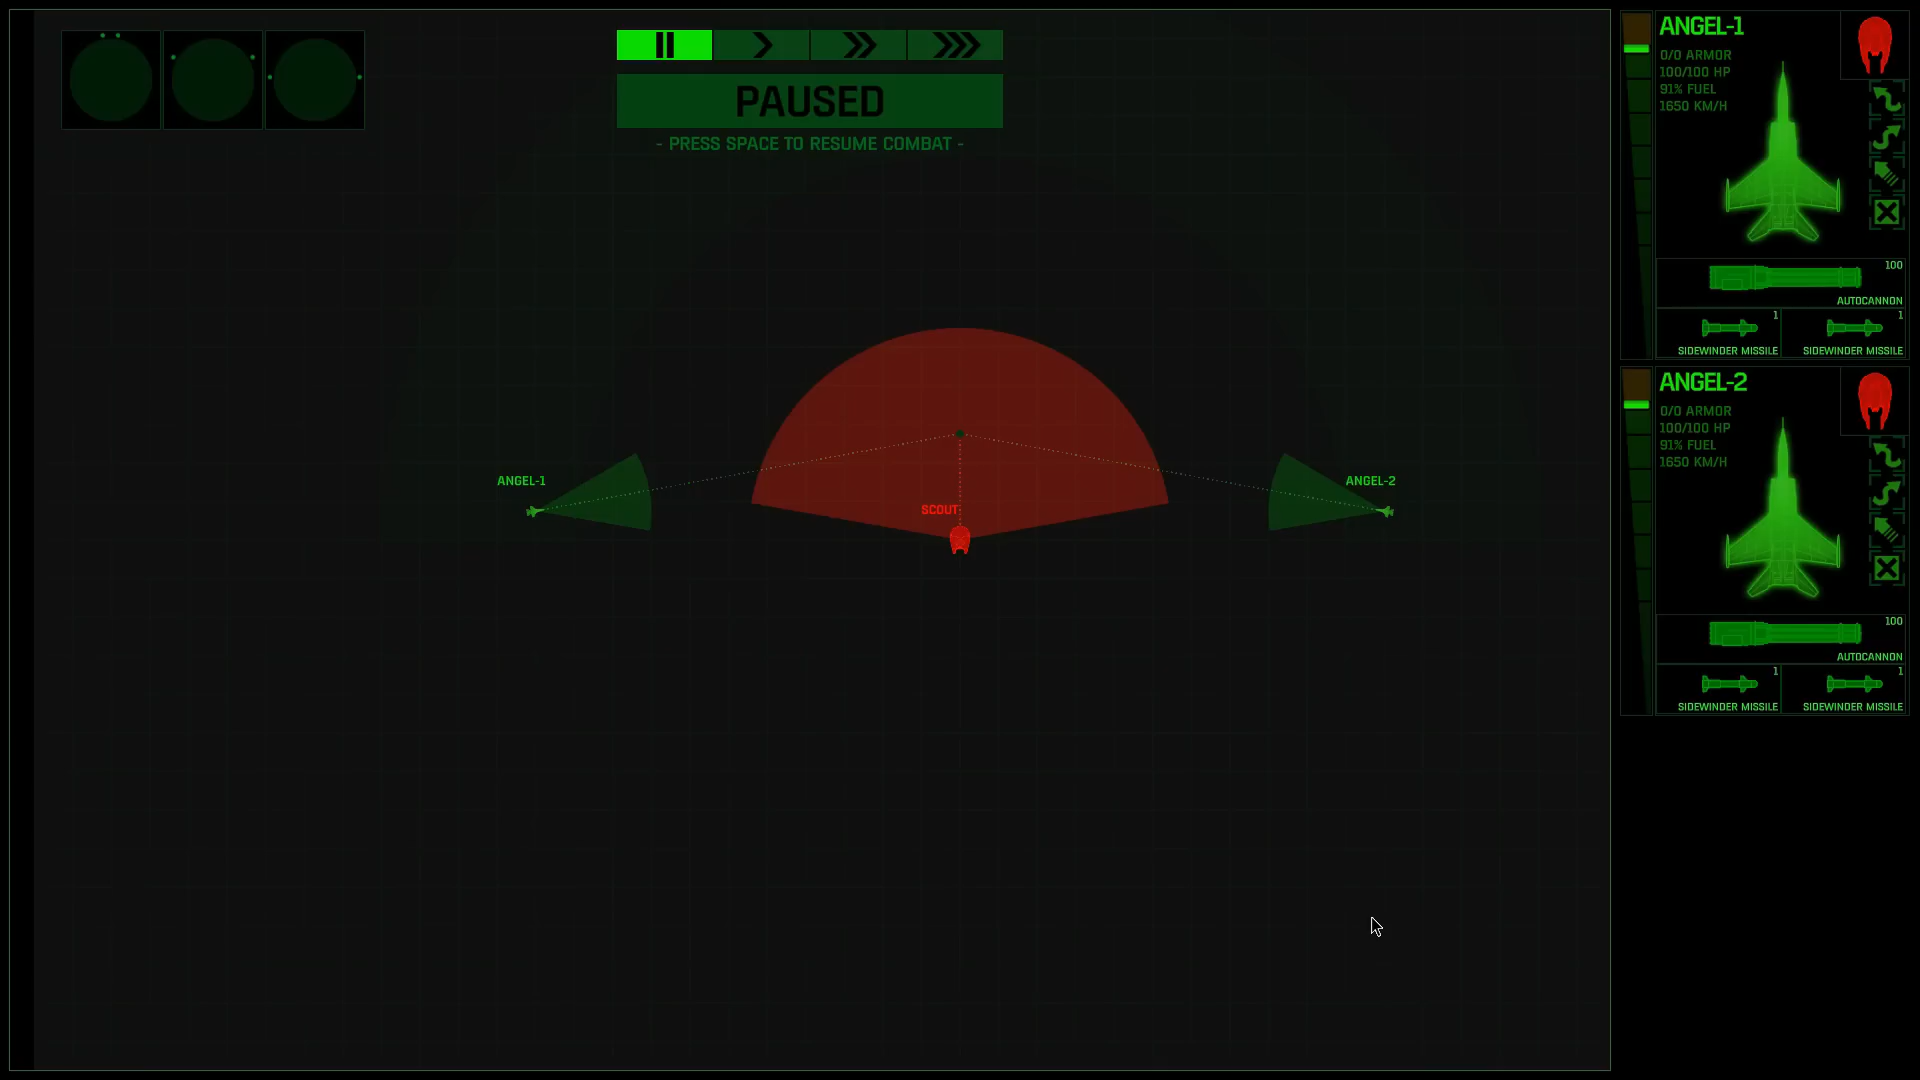 PAUSED
- PRESS SPACE TO RESUME COMBAT -
ANGEL-1
ANGEL-2
SCOUT
ANGEL-1
0/0 ARMOR
100/100 HP
91% FUEL
1650 KM/H
100
AUTOCANNON
1
SIDEWINDER MISSILE
1
SIDEWINDER MISSILE
ANGEL-2
0/0 ARMOR
100/100 HP
91% FUEL
1650 KM/H
100
AUTOCANNON
1
SIDEWINDER MISSILE
1
SIDEWINDER MISSILE